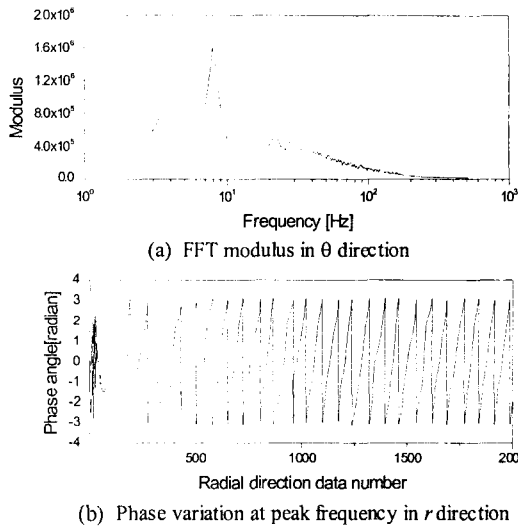 2.0x10⁶
1.6x10⁶
1.2x10⁶
8.0x10⁵
4.0x10⁵
0.0
Modulus
10⁰ 10¹ 10² 10³
Frequency [Hz]
(a) FFT modulus in θ direction
4
3
2
1
0
-1
-2
-3
-4
Phase angle[radian]
500 1000 1500 200
Radial direction data number
(b) Phase variation at peak frequency in r direction